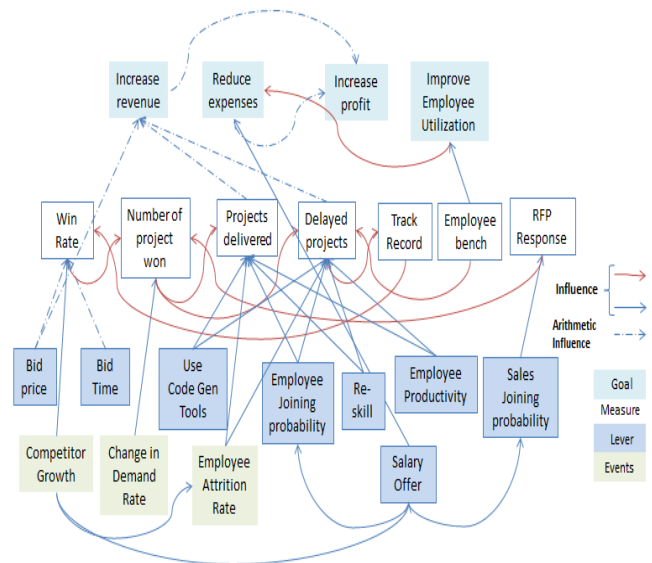 Increase
revenue
Reduce
expenses
Increase
profit
Improve
Employee
Utilization
Win
Rate
Number of
project
won
Projects
delivered
Delayed
projects
Track
Record
Employee
bench
RFP
Response
Influence
Arithmetic
Influence
Bid
price
Bid
Time
Use
Code Gen
Tools
Employee
Joining
probability
Re-
skill
Employee
Productivity
Sales
Joining
probability
Goal
Measure
Lever
Events
Competitor
Growth
Change in
Demand
Rate
Employee
Attrition
Rate
Salary
Offer